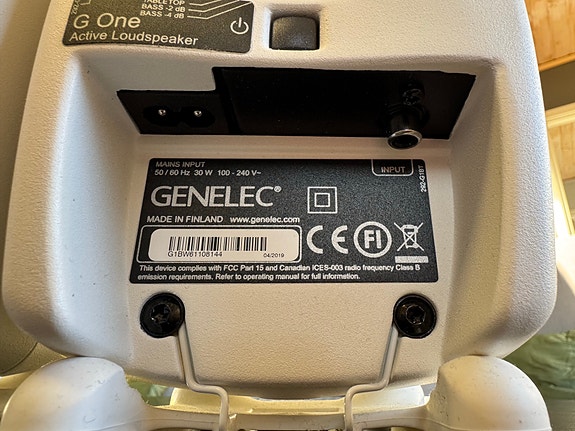 TABLETOP
BASS -2 dB
BASS -4 dB
G One
Active Loudspeaker
MAINS INPUT
50 / 60 Hz 30 W 100 - 240 V~
INPUT
GENELEC®
MADE IN FINLAND www.genelec.com
G1BW61108144
04/2019
CE FI
This device complies with FCC Part 15 and Canadian ICES-003 radio frequency Class B
emission requirements. Refer to operating manual for full information.